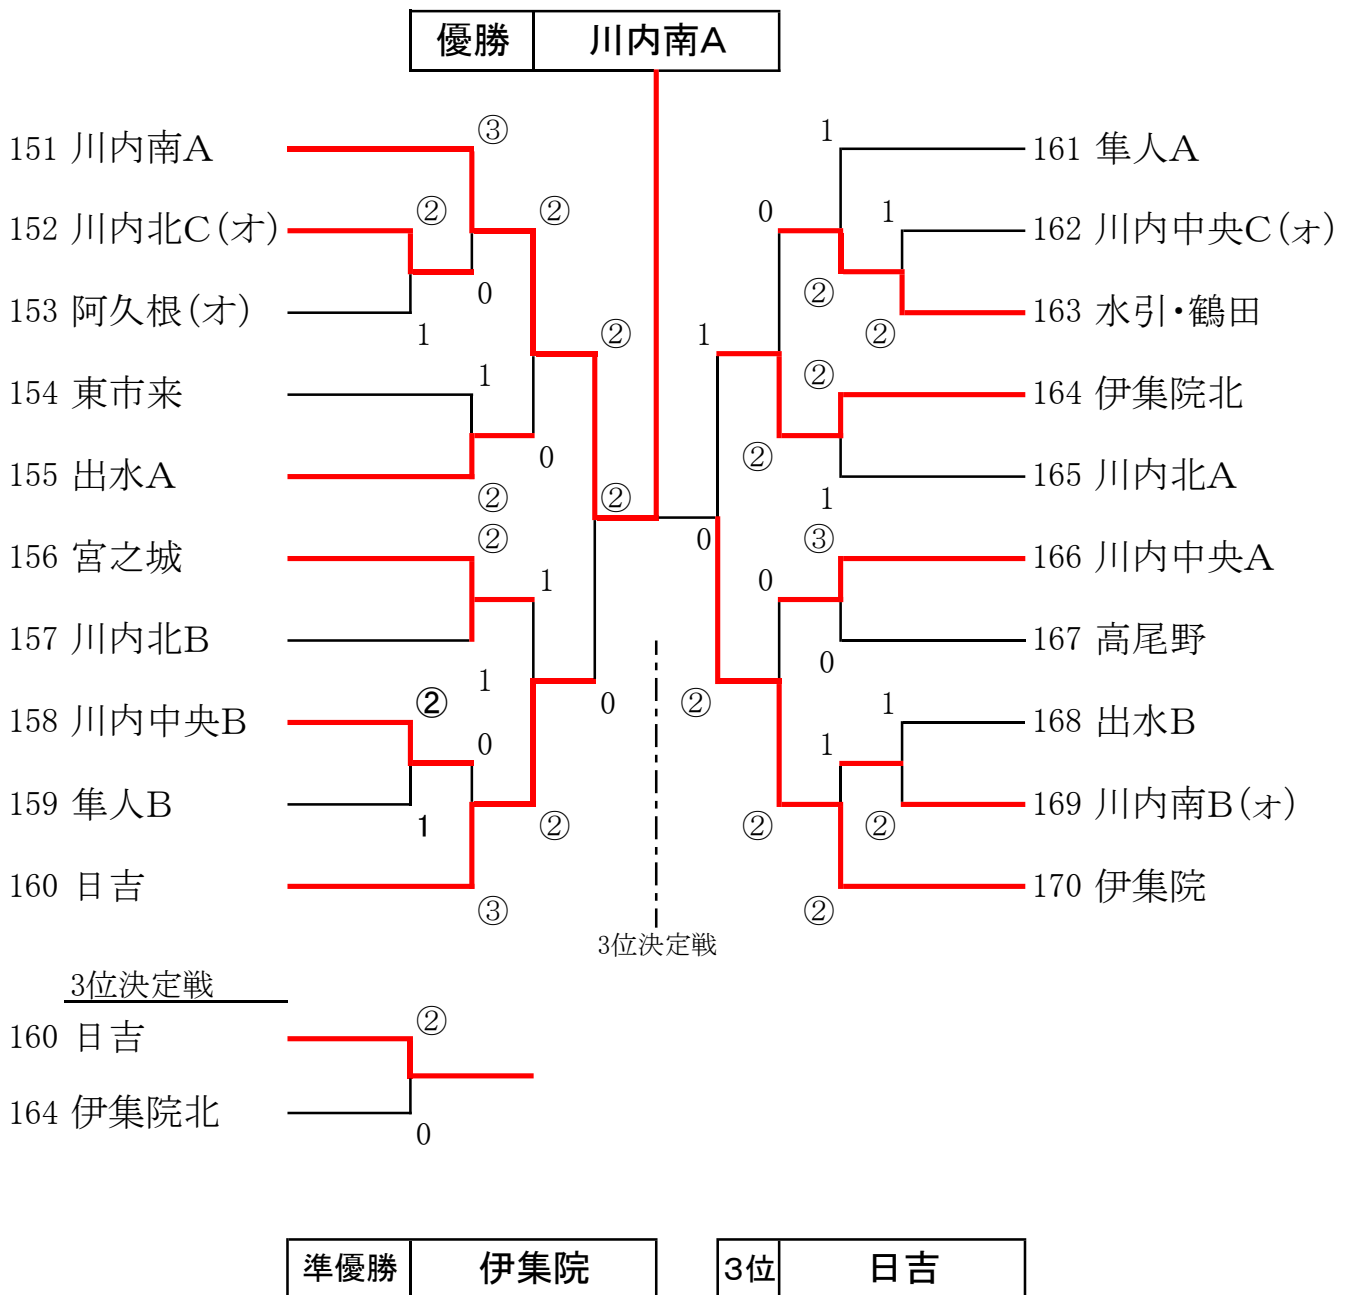 優勝 川内南A
③ 1
151 川内南A 161 隼人A
② ② 0 1
152 川内北C(オ) 162 川内中央C(オ)
0 ②
153 阿久根(オ) 163 水引・鶴田
1 ② 1 ②
1 ②
154 東市来 164 伊集院北
0 ②
155 出水A 165 川内北A
② ② 1
② 0 ③
156 宮之城 166 川内中央A
1 0
157 川内北B 167 高尾野
1 0
② 0 ② 1
158 川内中央B 168 出水B
0 1
159 隼人B 169 川内南B(オ)
1 ② ② ②
160 日吉 170 伊集院
③ ②
3位決定戦
3位決定戦
②
160 日吉
164 伊集院北
0
準優勝 伊集院 3位 日吉